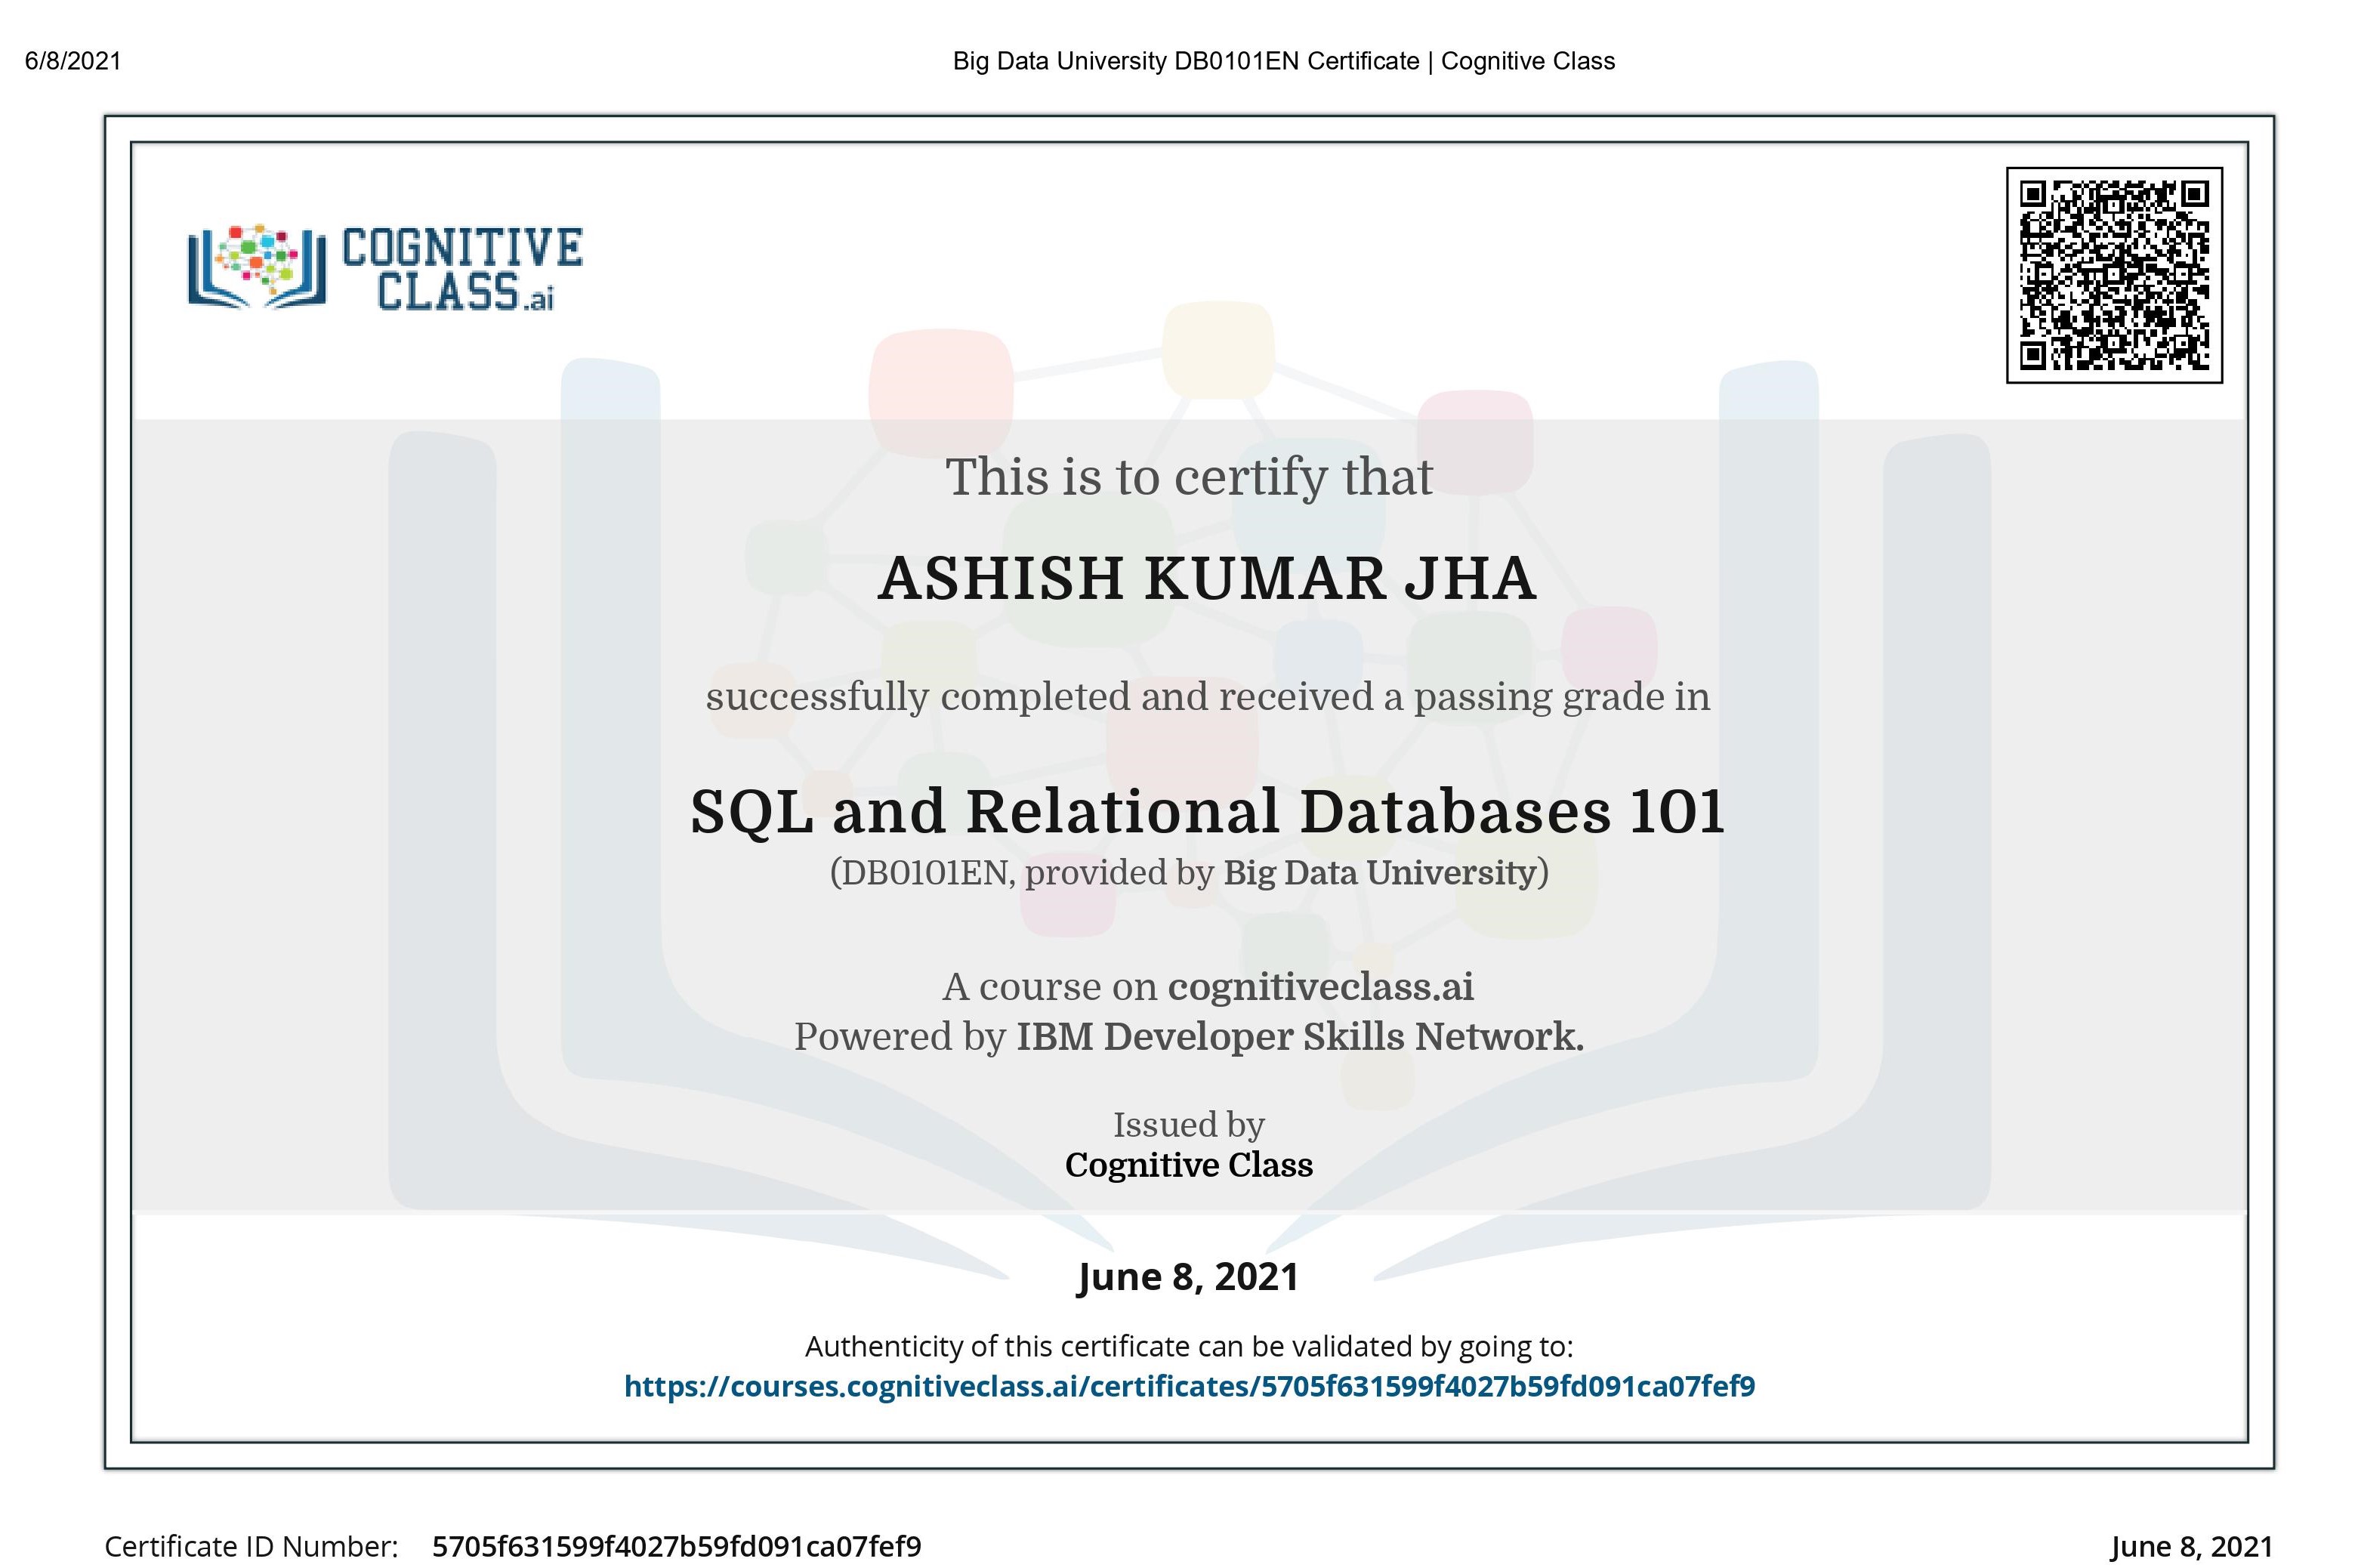 6/8/2021
Big Data University DB0101EN Certificate | Cognitive Class
COGNITIVE
CLASS.ai
This is to certify that
ASHISH KUMAR JHA
successfully completed and received a passing grade in
SQL and Relational Databases 101
(DB0101EN, provided by Big Data University)
A course on cognitiveclass.ai
Powered by IBM Developer Skills Network.
Issued by
Cognitive Class
June 8, 2021
Authenticity of this certificate can be validated by going to:
https://courses.cognitiveclass.ai/certificates/5705f631599f4027b59fd091ca07fef9
Certificate ID Number: 5705f631599f4027b59fd091ca07fef9
June 8, 2021